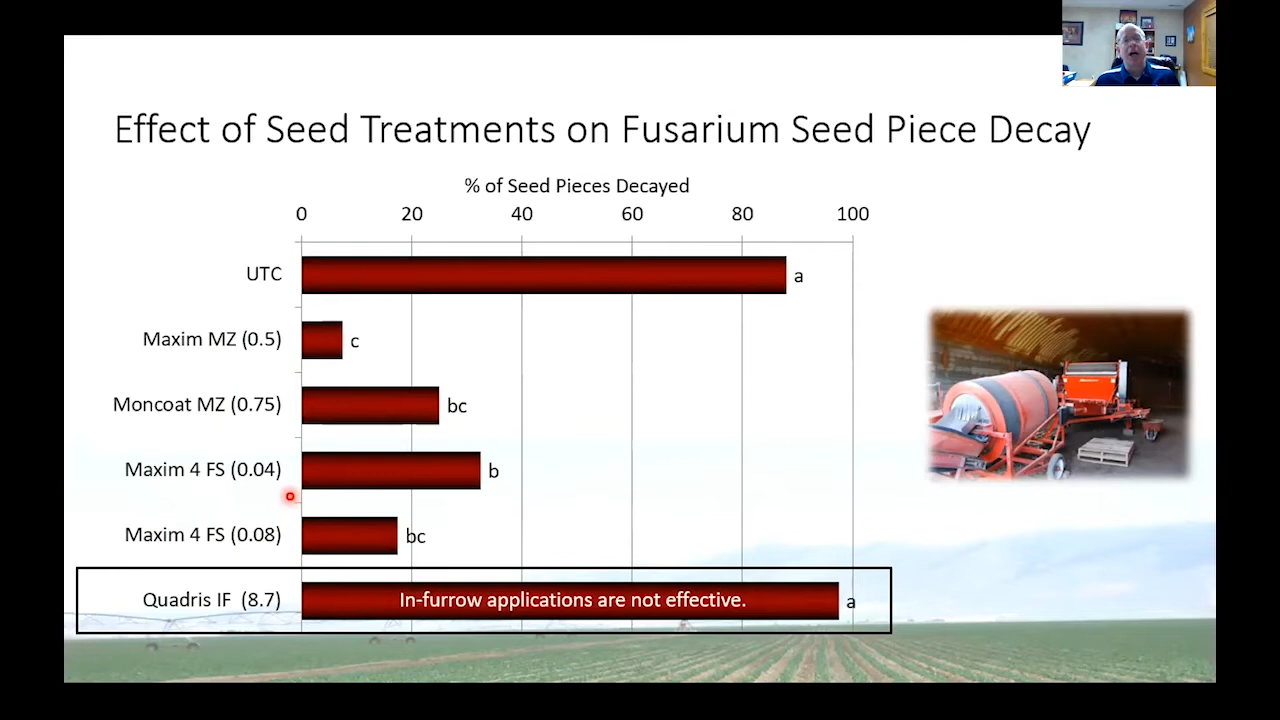 Effect of Seed Treatments on Fusarium Seed Piece Decay
% of Seed Pieces Decayed
0 20 40 60 80 100
UTC a
Maxim MZ (0.5) c
Moncoat MZ (0.75) bc
Maxim 4 FS (0.04) b
Maxim 4 FS (0.08) bc
Quadris IF (8.7) In-furrow applications are not effective. a